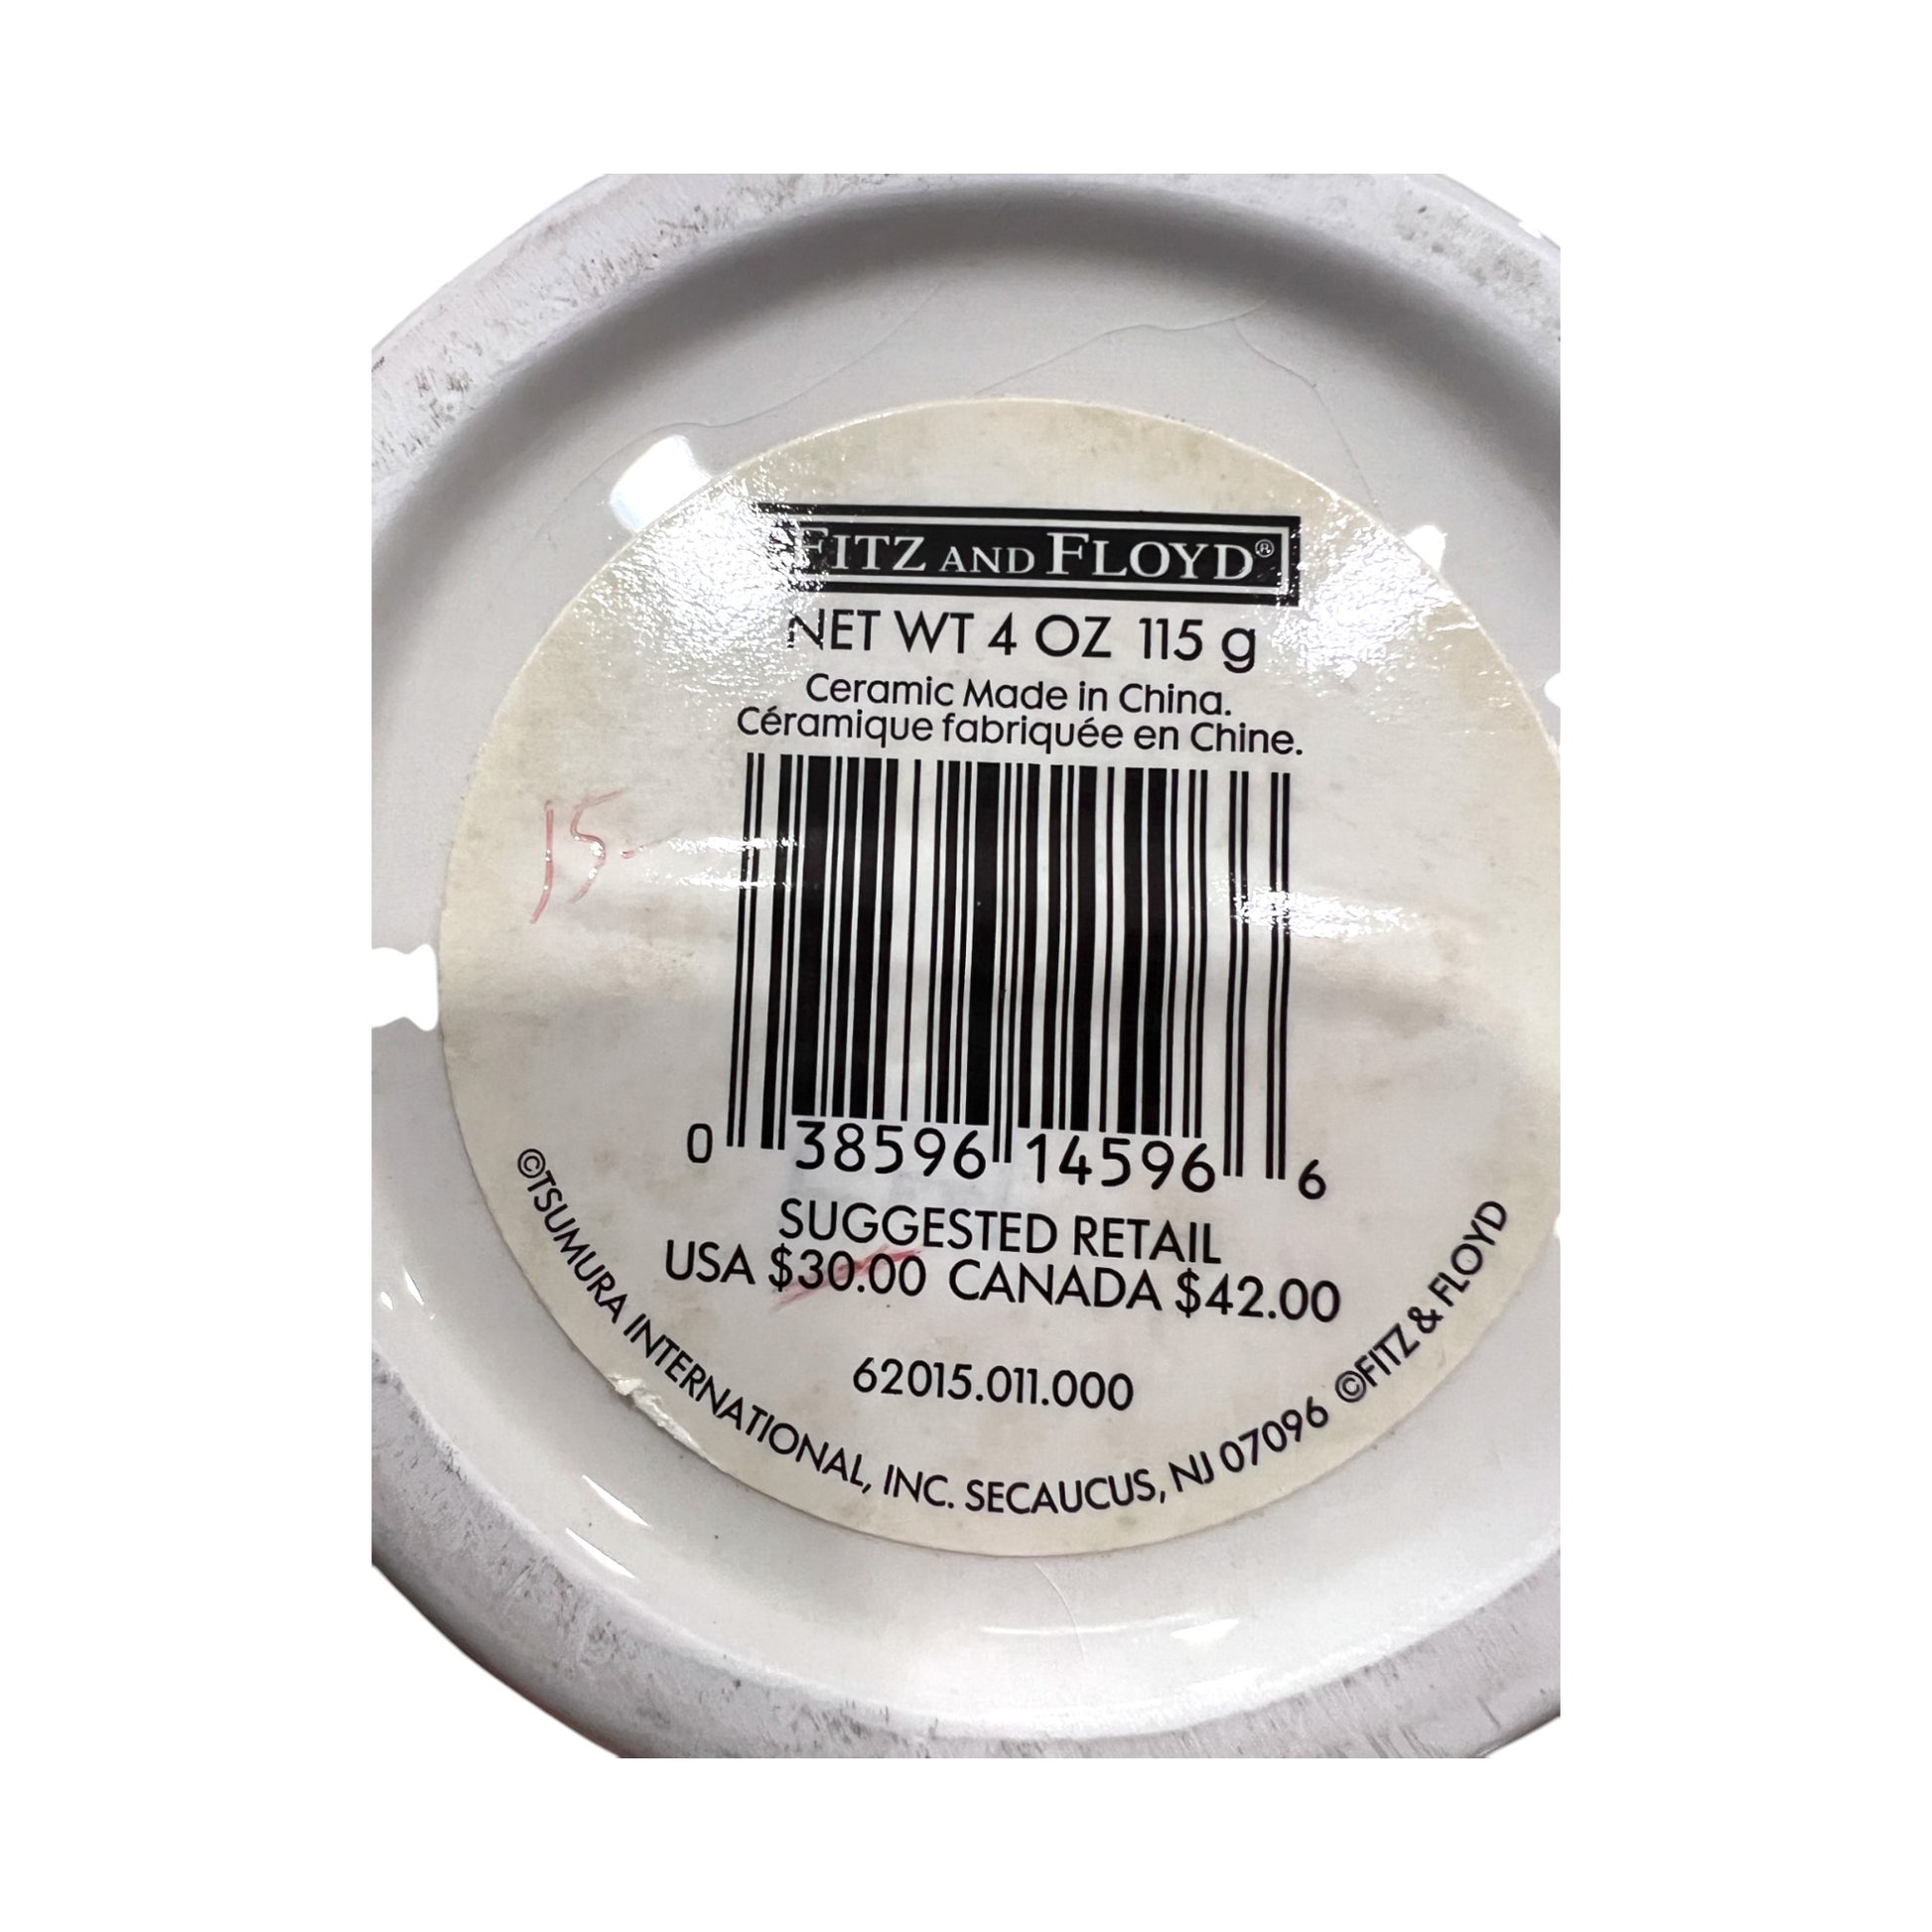 FITZ AND FLOYD®
NET WT 4 OZ 115 g
Ceramic Made in China.
Céramique fabriquée en Chine.
15-
0 38596 14596 6
SUGGESTED RETAIL
USA $30.00 CANADA $42.00
62015.011.000
©TSUMURA INTERNATIONAL, INC. SECAUCUS, NJ 07096 ©FITZ & FLOYD